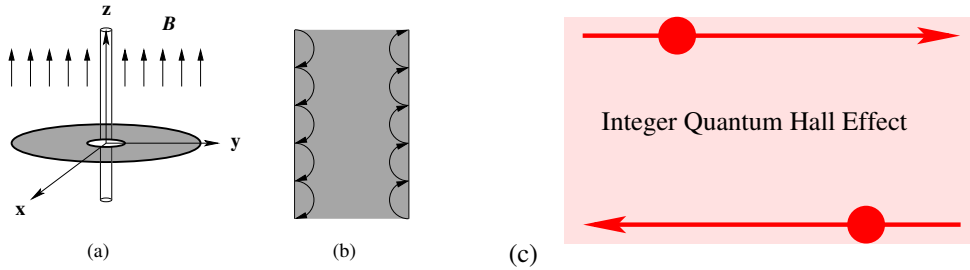 z
B
y
x
(a)
(b)
Integer Quantum Hall Effect
(c)